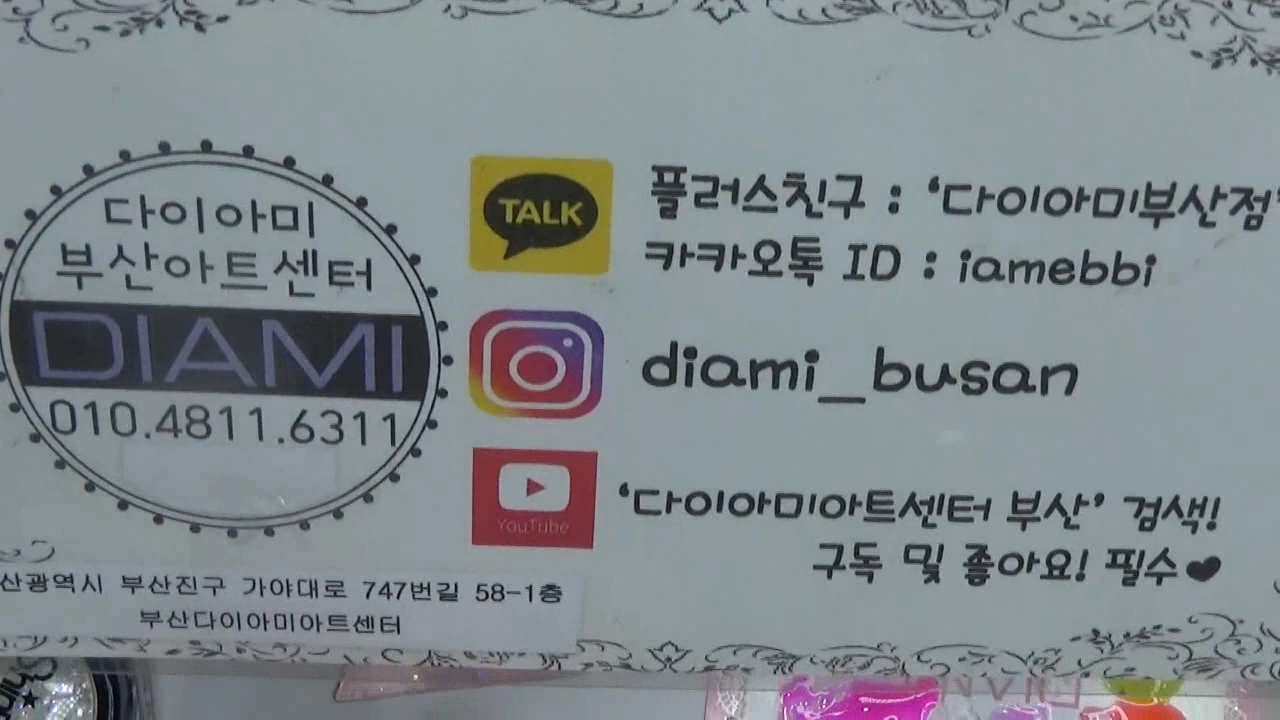 다이아미
부산아트센터
DIAMI
010.4811.6311
TALK
플러스친구 : '다이아미부산점'
카카오톡 ID : iamebbi
diami_busan
YouTube
'다이아미아트센터 부산' 검색!
구독 및 좋아요! 필수♥
산광역시 부산진구 가야대로 747번길 58-1층
부산다이아미아트센터